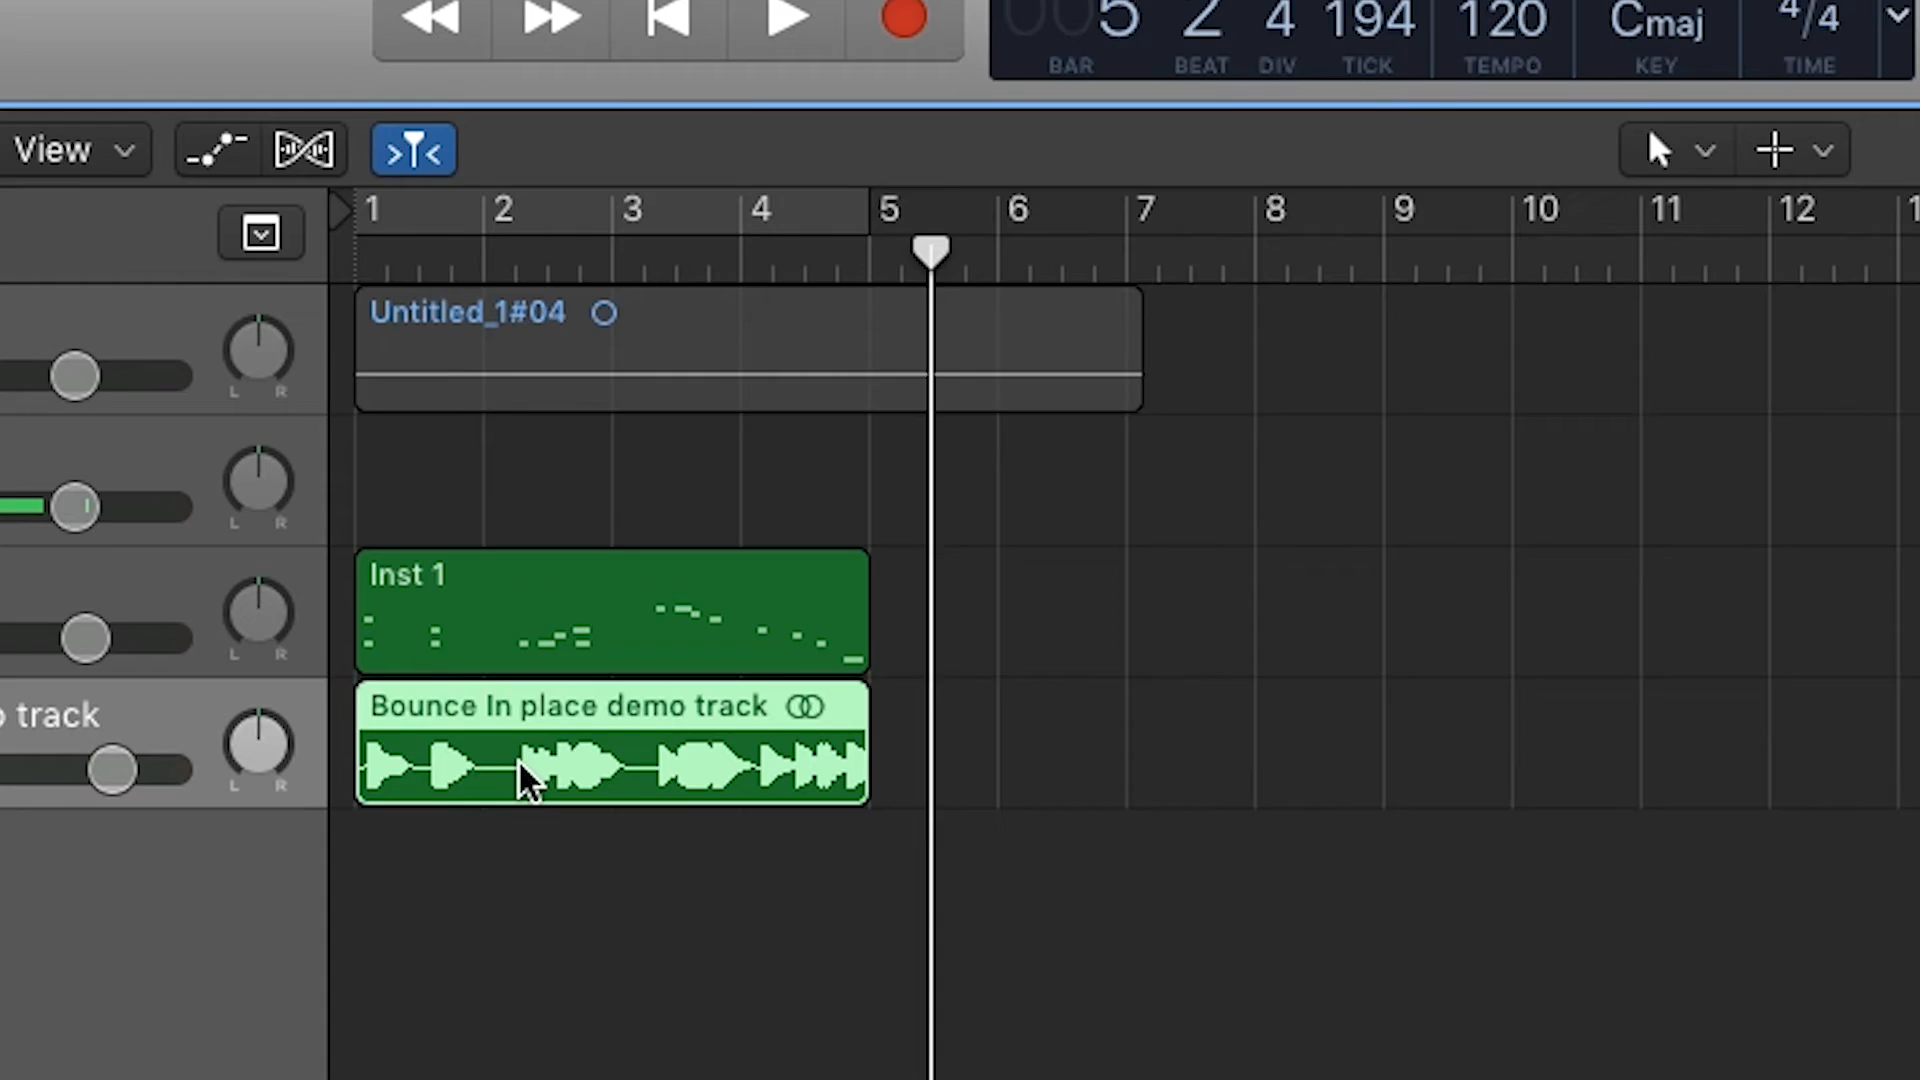 005 2 4 194 120 Cmaj 4/4
BAR BEAT DIV TICK TEMPO KEY TIME
View
1 2 3 4 5 6 7 8 9 10 11 12
Untitled_1#04
L R
L R
Inst 1
L R
track
Bounce In place demo track
L R